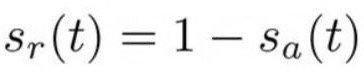 s_r(t) = 1 − s_a(t)